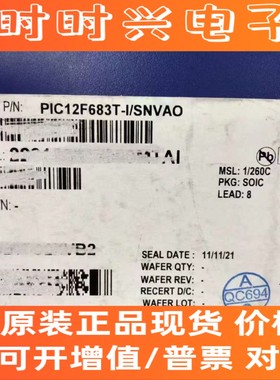 时时兴电子
P/N:
PIC12F683T-I/SNVAO
Pb
MSL: 1/260C
PKG: SOIC
LEAD: 8
P/N:
-
SEAL DATE: 11/11/21
WAFER QTY: -
WAFER REV: -
RECERT D/C: -
WAFER LOT: -
A
QC694
原装正品现货 价格
可开增值/普票 对